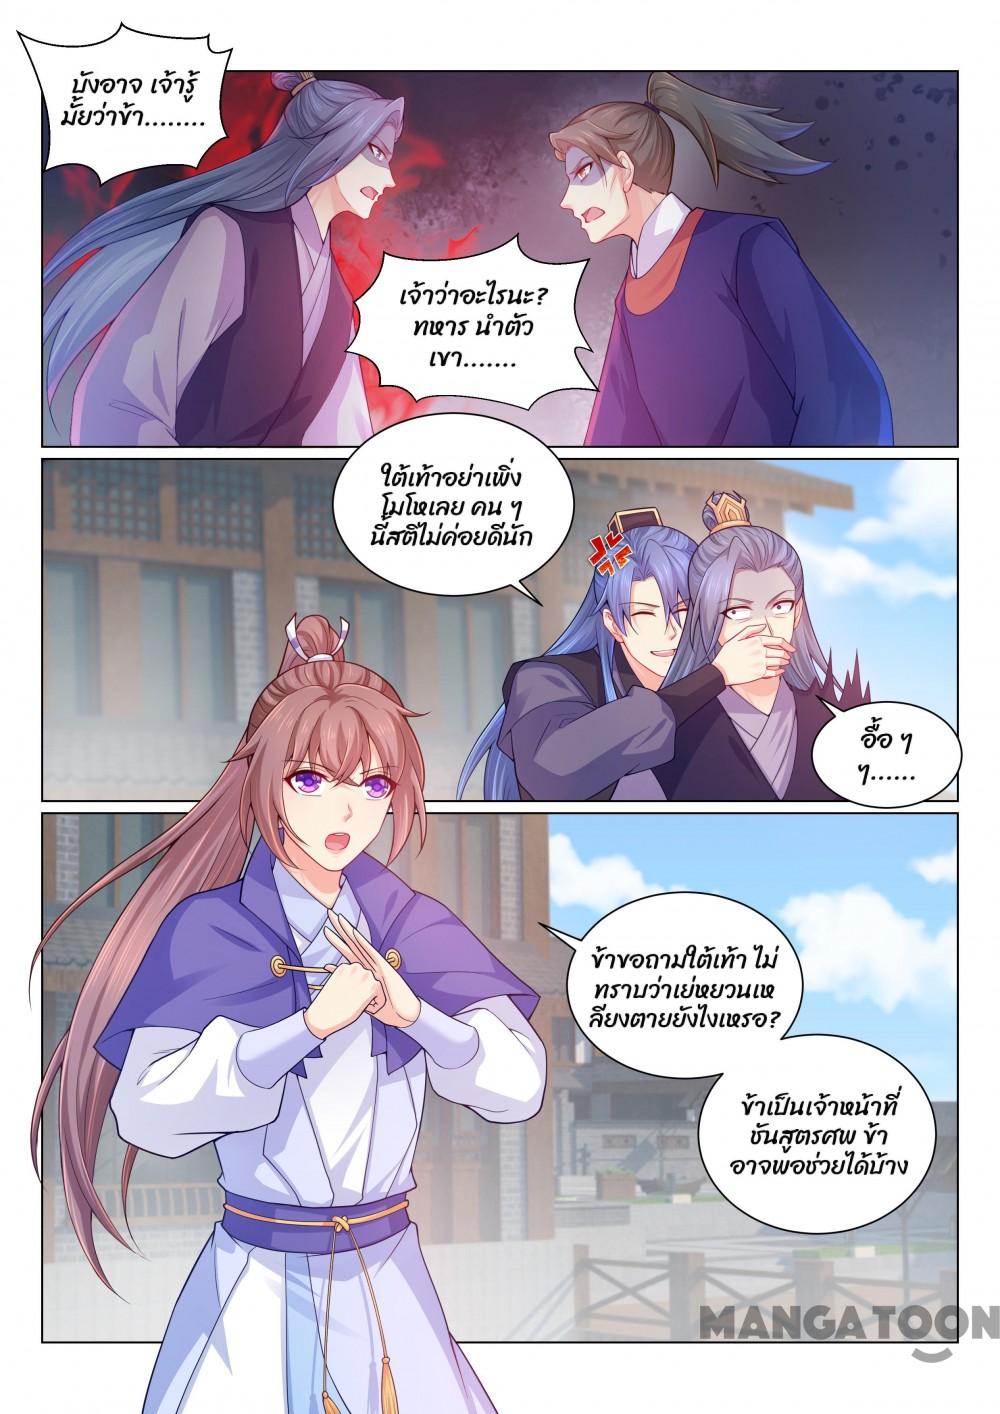 บังอาจ เจ้ารู้
มั้ยว่าข้า........
เจ้าว่าอะไรนะ?
ทหาร นำตัว
เขา.......
ใต้เท้าอย่าเพิ่ง
โมโหเลย คน ๆ
นี้สติไม่ค่อยดีนัก
อื้อ ๆ
ๆ......
ข้าขอถามใต้เท้า ไม่
ทราบว่าเย่หยวนเห
ลียงตายยังไงเหรอ?
ข้าเป็นเจ้าหน้าที่
ชันสูตรศพ ข้า
อาจพอช่วยได้บ้าง
MANGATOON